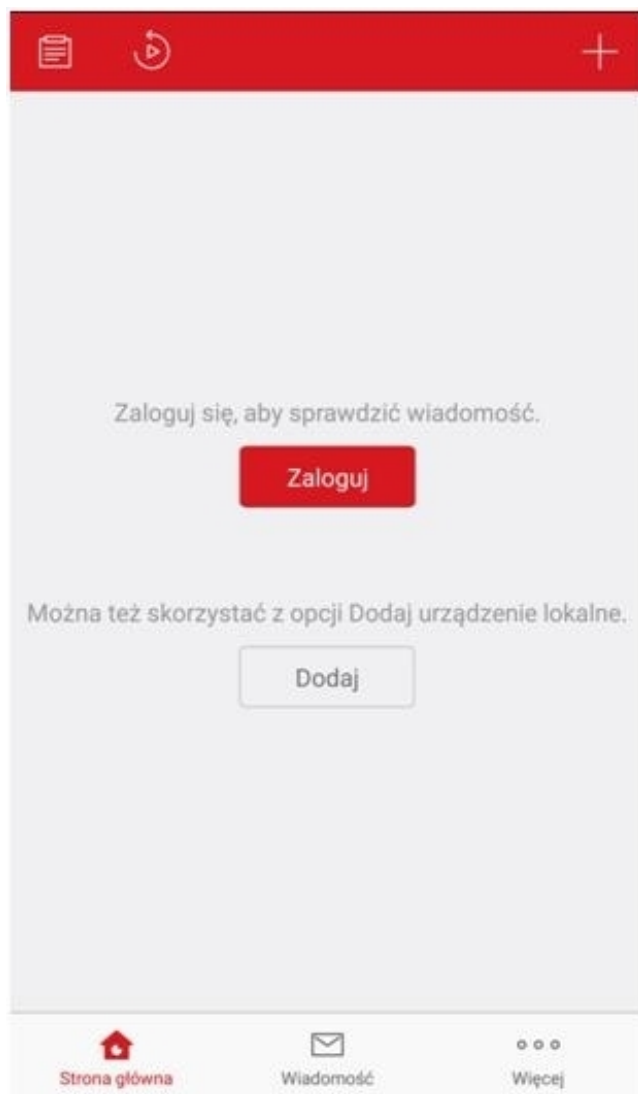 Zaloguj się, aby sprawdzić wiadomość.
Zaloguj
Można też skorzystać z opcji Dodaj urządzenie lokalne.
Dodaj
Strona główna
Wiadomość
Więcej